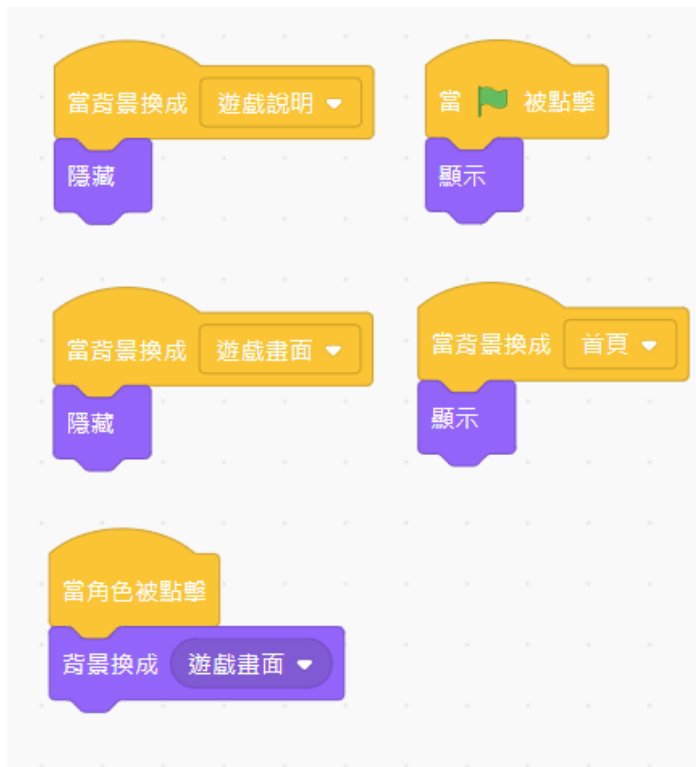 當背景換成 遊戲說明
隱藏
當 被點擊
顯示
當背景換成 遊戲畫面
隱藏
當背景換成 首頁
顯示
當角色被點擊
背景換成 遊戲畫面